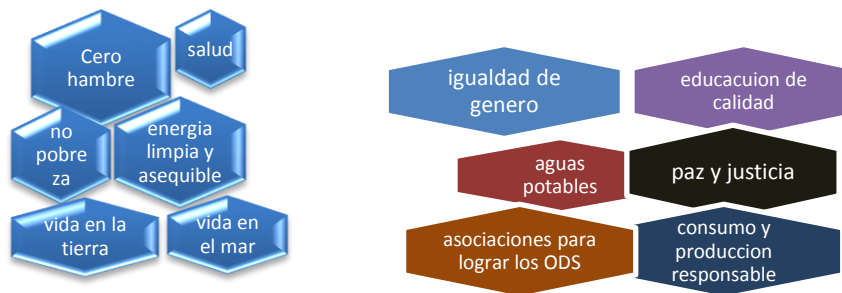 Cero
hambre
salud
no
pobre
za
energia
limpia y
asequible
vida en la
tierra
vida en
el mar
igualdad de
genero
educacuion de
calidad
aguas
potables
paz y justicia
asociaciones para
lograr los ODS
consumo y
produccion
responsable